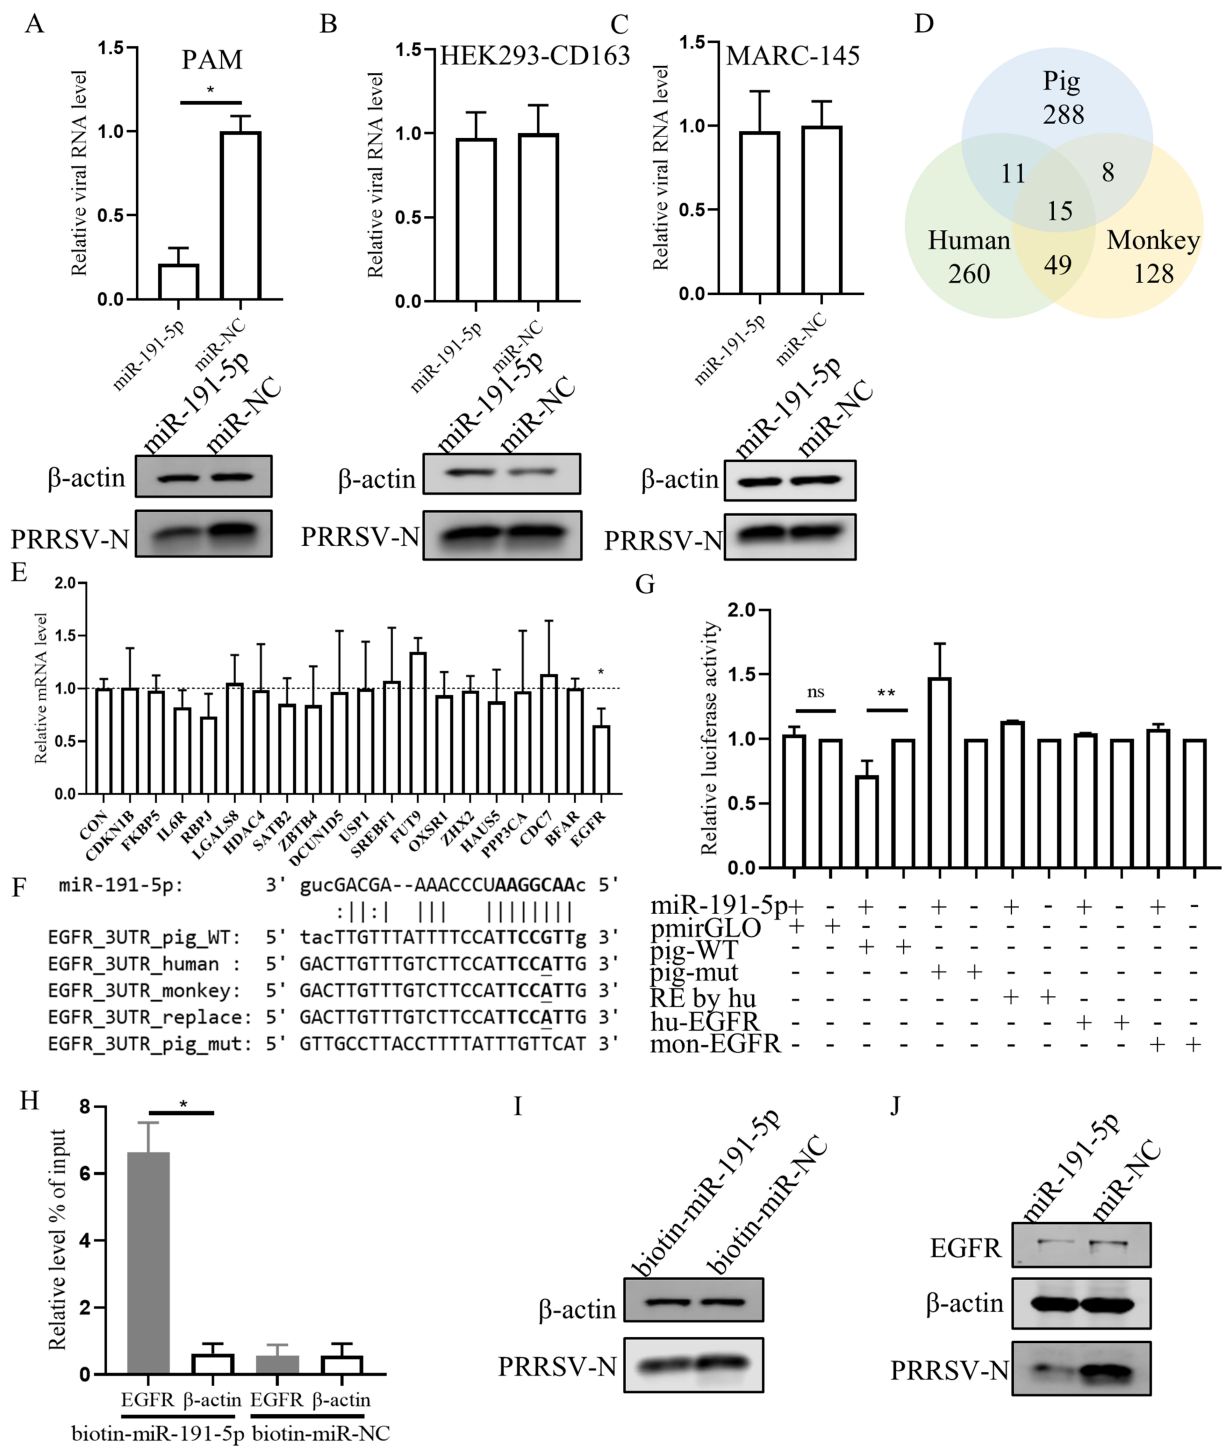 A
PAM
Relative viral RNA level
1.5
1.0
0.5
0.0
*
miR-191-5p
miR-NC
miR-191-5p
miR-NC
β-actin
PRRSV-N
B
HEK293-CD163
Relative viral RNA level
1.5
1.0
0.5
0.0
miR-191-5p
miR-NC
miR-191-5p
miR-NC
β-actin
PRRSV-N
C
MARC-145
Relative viral RNA level
1.5
1.0
0.5
0.0
miR-191-5p
miR-NC
miR-191-5p
miR-NC
β-actin
PRRSV-N
D
Pig
288
11
8
15
Human
260
49
Monkey
128
E
Relative mRNA level
2.0
1.5
1.0
0.5
0.0
*
CON
CDKN1B
FKBP5
IL6R
RBPJ
LGALS8
HDAC4
SATB2
ZBTB4
DCUN1D5
USP1
SREBF1
FUT9
OXSR1
ZHX2
HAUS5
PPP3CA
CDC7
BFAR
EGFR
F
miR-191-5p: 3' gucGACGA--AAACCCUAAGGCAAc 5'
:||:| ||| ||||||||
EGFR_3UTR_pig_WT: 5' tacTTGTTTATTTTCCATTCCGTTg 3'
EGFR_3UTR_human : 5' GACTTGTTTGTCTTCCATTCCATTG 3'
EGFR_3UTR_monkey: 5' GACTTGTTTGTCTTCCATTCCATTG 3'
EGFR_3UTR_replace: 5' GACTTGTTTGTCTTCCATTCCATTG 3'
EGFR_3UTR_pig_mut: 5' GTTGCCTTACCTTTTATTTGTTCAT 3'
G
Relative luciferase activity
2.0
1.5
1.0
0.5
0.0
ns
**
miR-191-5p + - + - + - + - + - + -
pmirGLO + + - - - - - - - - - -
pig-WT - - + + - - - - - - - -
pig-mut - - - - + + - - - - - -
RE by hu - - - - - - + + - - - -
hu-EGFR - - - - - - - - + + - -
mon-EGFR - - - - - - - - - - + +
H
Relative level % of input
8
6
4
2
0
*
EGFR β-actin EGFR β-actin
biotin-miR-191-5p biotin-miR-NC
I
biotin-miR-191-5p
biotin-miR-NC
β-actin
PRRSV-N
J
miR-191-5p
miR-NC
EGFR
β-actin
PRRSV-N